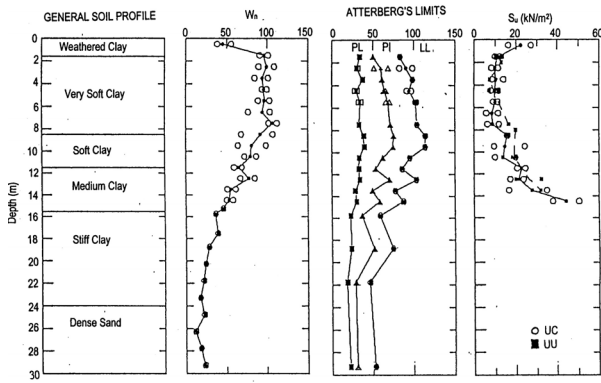 GENERAL SOIL PROFILE
Wn
ATTERBERG'S LIMITS
Su (kN/m²)
0 50 100 150
0 50 100 150
0 20 40 60
PL PI LL
Depth (m)
0
2
4
6
8
10
12
14
16
18
20
22
24
26
28
30
Weathered Clay
Very Soft Clay
Soft Clay
Medium Clay
Stiff Clay
Dense Sand
UC
UU